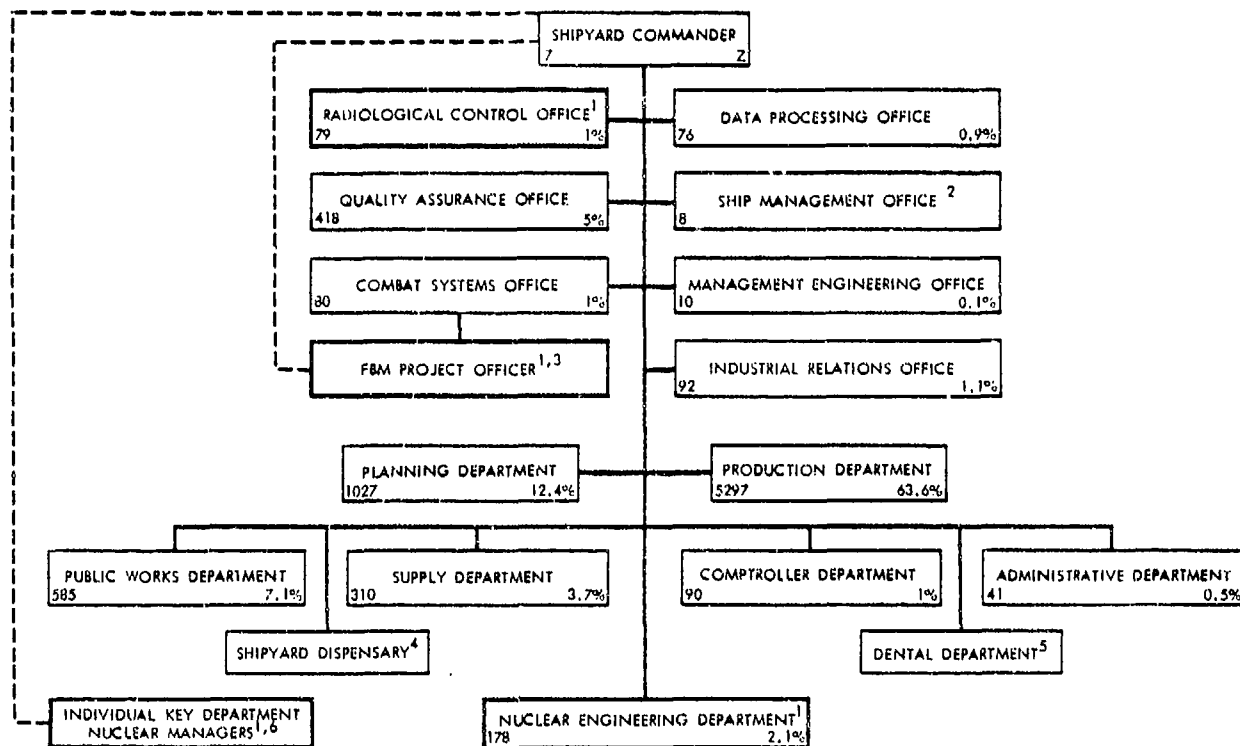 SHIPYARD COMMANDER
7 Z
RADIOLOGICAL CONTROL OFFICE1
79 1%
DATA PROCESSING OFFICE
76 0.9%
QUALITY ASSURANCE OFFICE
418 5%
SHIP MANAGEMENT OFFICE 2
8
COMBAT SYSTEMS OFFICE
80 1%
MANAGEMENT ENGINEERING OFFICE
10 0.1%
FBM PROJECT OFFICER1,3
INDUSTRIAL RELATIONS OFFICE
92 1.1%
PLANNING DEPARTMENT
1027 12.4%
PRODUCTION DEPARTMENT
5297 63.6%
PUBLIC WORKS DEPARTMENT
585 7.1%
SUPPLY DEPARTMENT
310 3.7%
COMPTROLLER DEPARTMENT
90 1%
ADMINISTRATIVE DEPARTMENT
41 0.5%
SHIPYARD DISPENSARY4
DENTAL DEPARTMENT5
INDIVIDUAL KEY DEPARTMENT
NUCLEAR MANAGERS1,6
NUCLEAR ENGINEERING DEPARTMENT1
178 2.1%